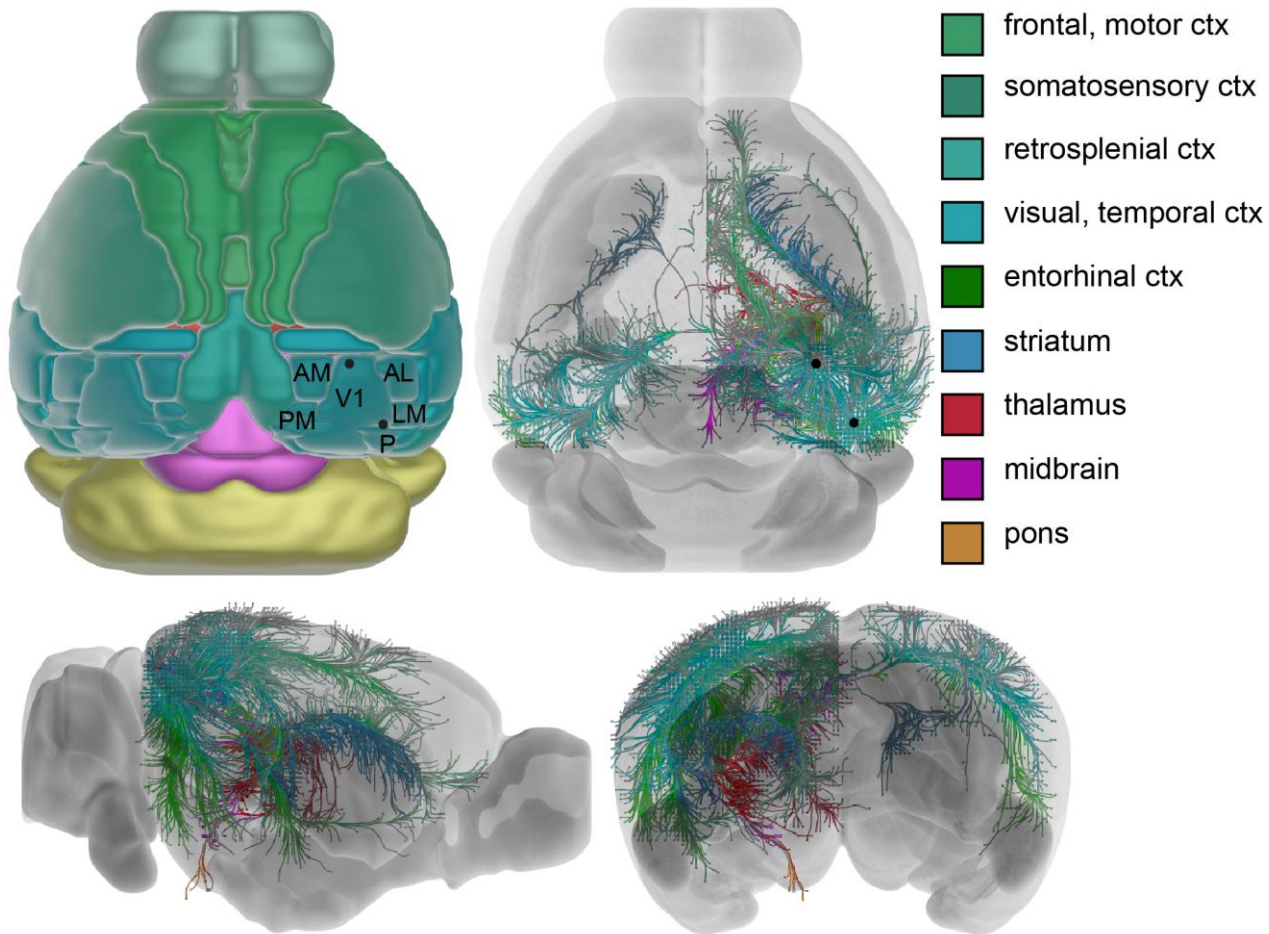 frontal, motor ctx
somatosensory ctx
retrosplenial ctx
visual, temporal ctx
entorhinal ctx
striatum
thalamus
midbrain
pons
AM
AL
V1
PM
LM
P